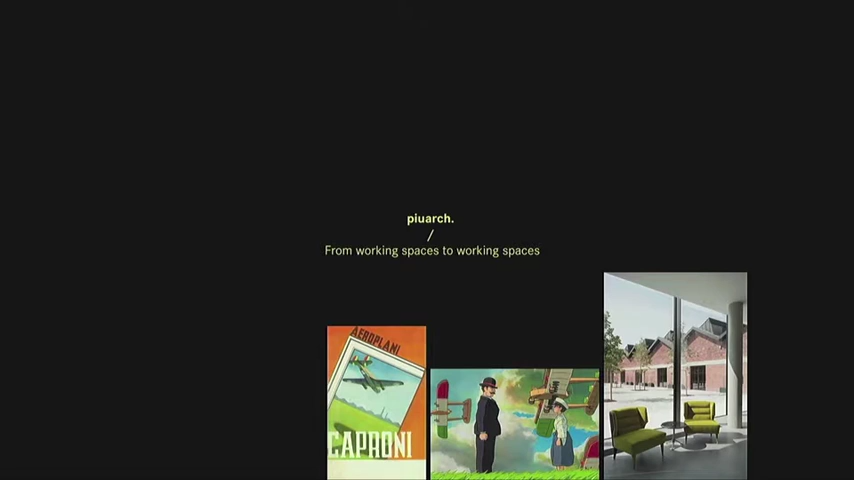 piuarch.
/
From working spaces to working spaces
AEROPLANI
CAPRONI